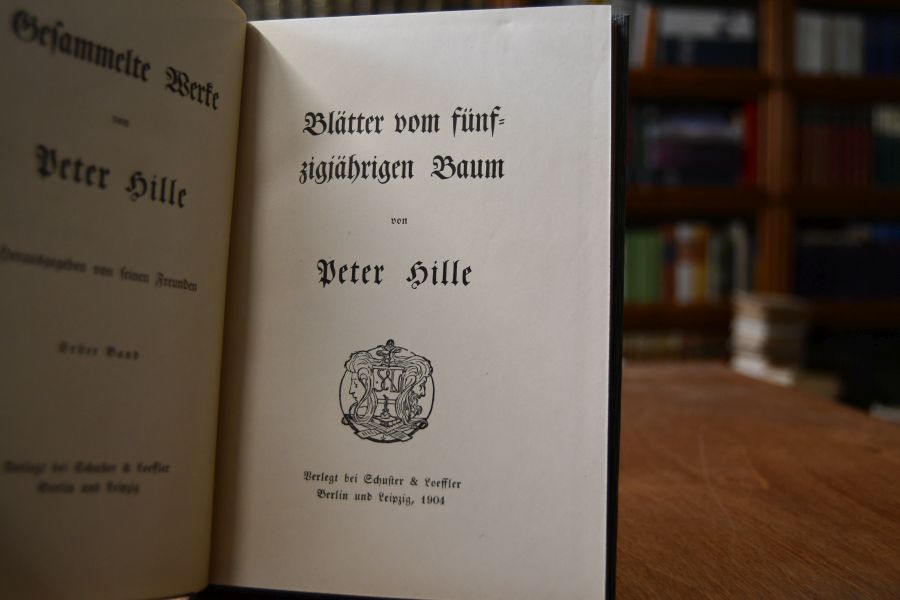 Gesammelte Werke
von
Peter Hille
Herausgegeben von seinen Freunden
Erster Band
Verlegt bei Schuster & Loeffler
Berlin und Leipzig
Blätter vom fünf-
zigjährigen Baum
von
Peter Hille
Verlegt bei Schuster & Loeffler
Berlin und Leipzig, 1904